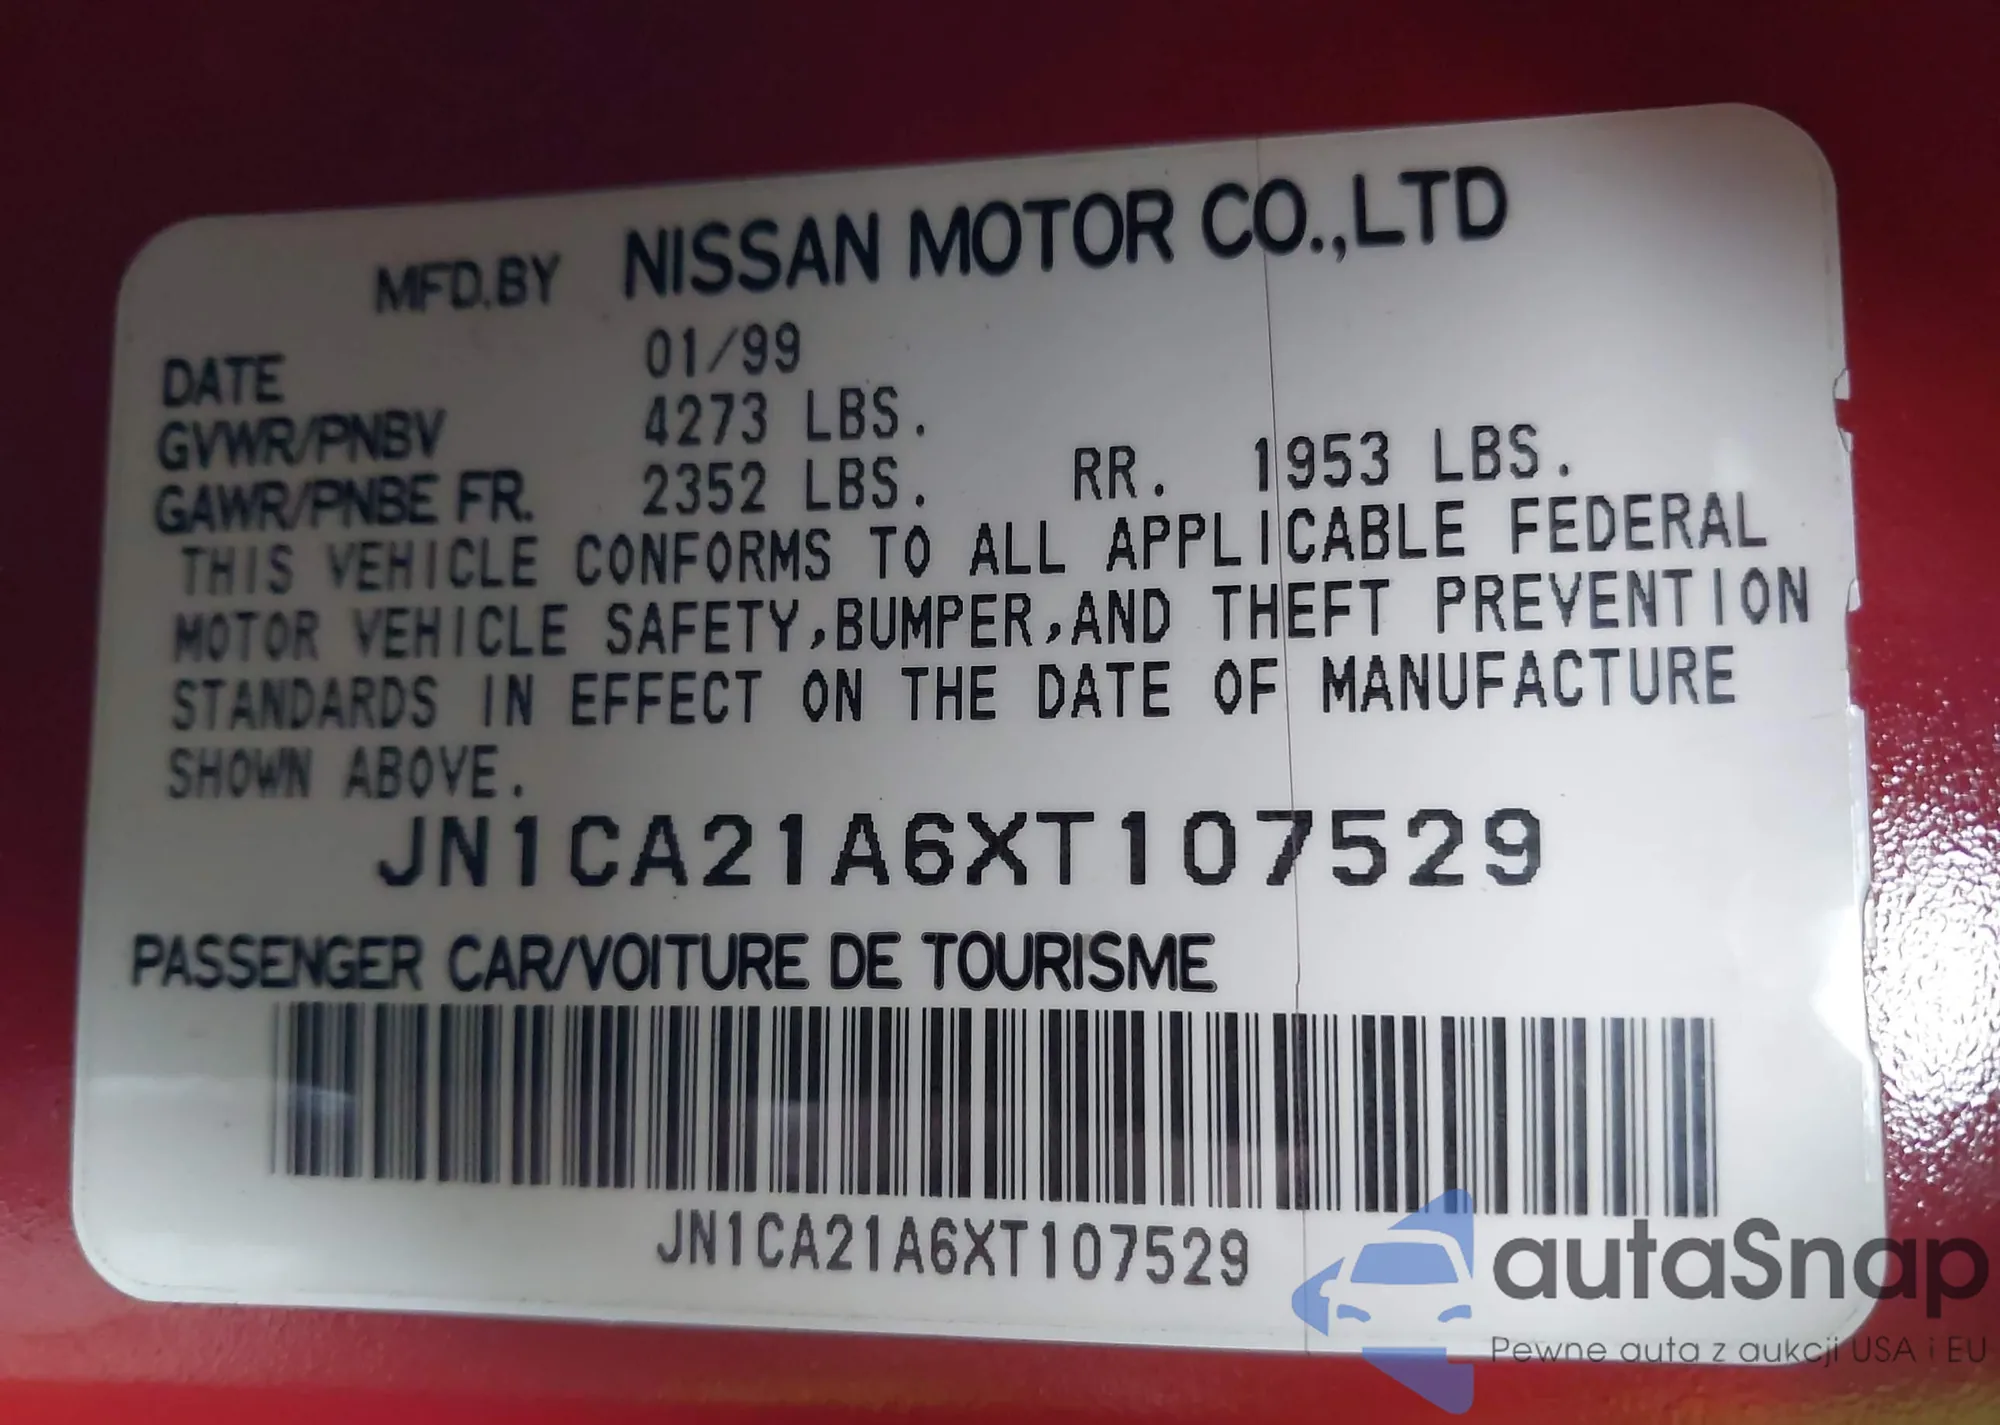 MFD.BY NISSAN MOTOR CO.,LTD
DATE 01/99
GVWR/PNBV 4273 LBS.
GAWR/PNBE FR. 2352 LBS. RR. 1953 LBS.
THIS VEHICLE CONFORMS TO ALL APPLICABLE FEDERAL
MOTOR VEHICLE SAFETY,BUMPER,AND THEFT PREVENTION
STANDARDS IN EFFECT ON THE DATE OF MANUFACTURE
SHOWN ABOVE.
JN1CA21A6XT107529
PASSENGER CAR/VOITURE DE TOURISME
JN1CA21A6XT107529
autaSnap
Pewne auta z aukcji USA i EU